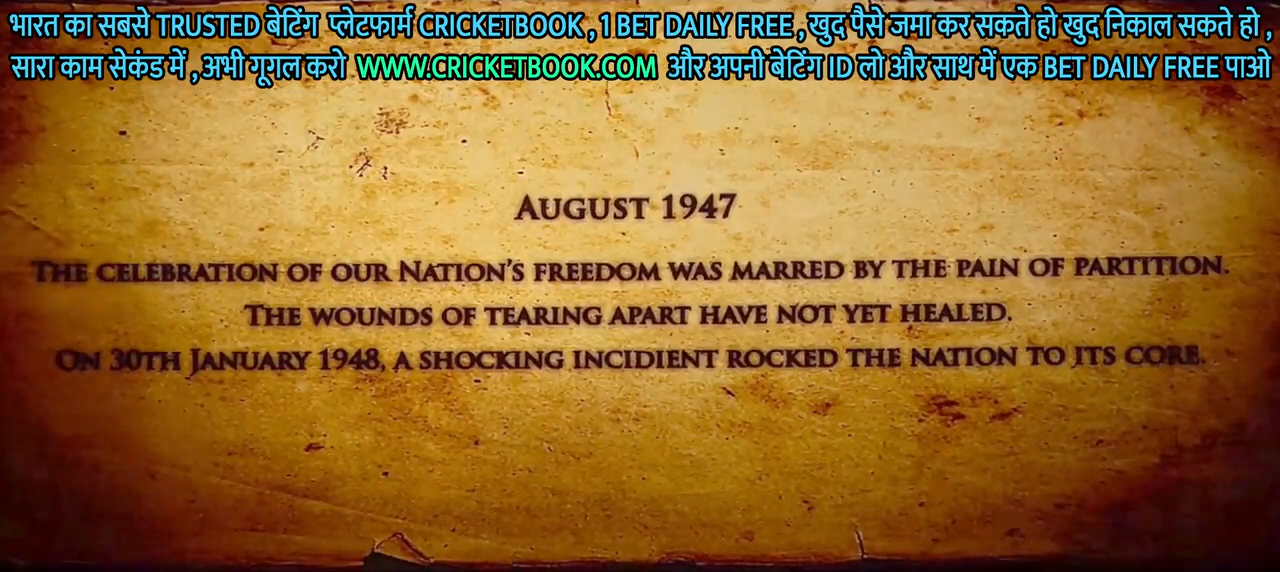 भारत का सबसे TRUSTED बेटिंग प्लेटफार्म CRICKETBOOK , 1 BET DAILY FREE , खुद पैसे जमा कर सकते हो खुद निकाल सकते हो ,
सारा काम सेकंड में , अभी गूगल करो WWW.CRICKETBOOK.COM और अपनी बेटिंग ID लो और साथ में एक BET DAILY FREE पाओ
AUGUST 1947
THE CELEBRATION OF OUR NATION'S FREEDOM WAS MARRED BY THE PAIN OF PARTITION.
THE WOUNDS OF TEARING APART HAVE NOT YET HEALED.
ON 30TH JANUARY 1948, A SHOCKING INCIDIENT ROCKED THE NATION TO ITS CORE.